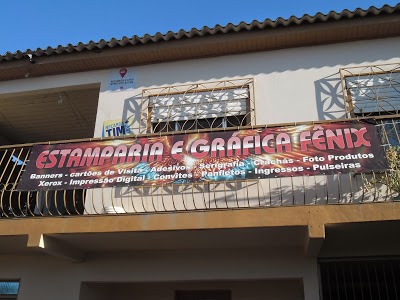 TIM
ESTAMPARIA E GRÁFICA FÊNIX
Banners - cartões de Visita - Adesivos - Serigrafia - Crachás - Foto Produtos
Xerox - Impressão Digital - Convites - Panfletos - Ingressos - Pulseiras